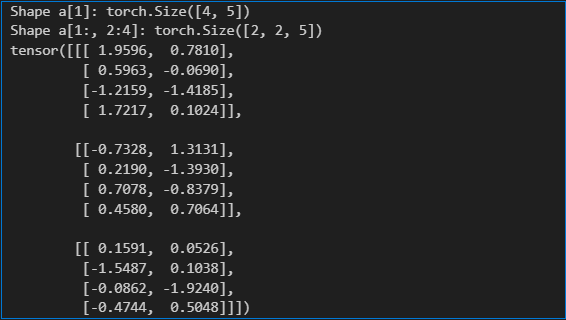 Shape a[1]: torch.Size([4, 5])
Shape a[1:, 2:4]: torch.Size([2, 2, 5])
tensor([[[ 1.9596,  0.7810],
         [ 0.5963, -0.0690],
         [-1.2159, -1.4185],
         [ 1.7217,  0.1024]],

        [[-0.7328,  1.3131],
         [ 0.2190, -1.3930],
         [ 0.7078, -0.8379],
         [ 0.4580,  0.7064]],

        [[ 0.1591,  0.0526],
         [-1.5487,  0.1038],
         [-0.0862, -1.9240],
         [-0.4744,  0.5048]]])